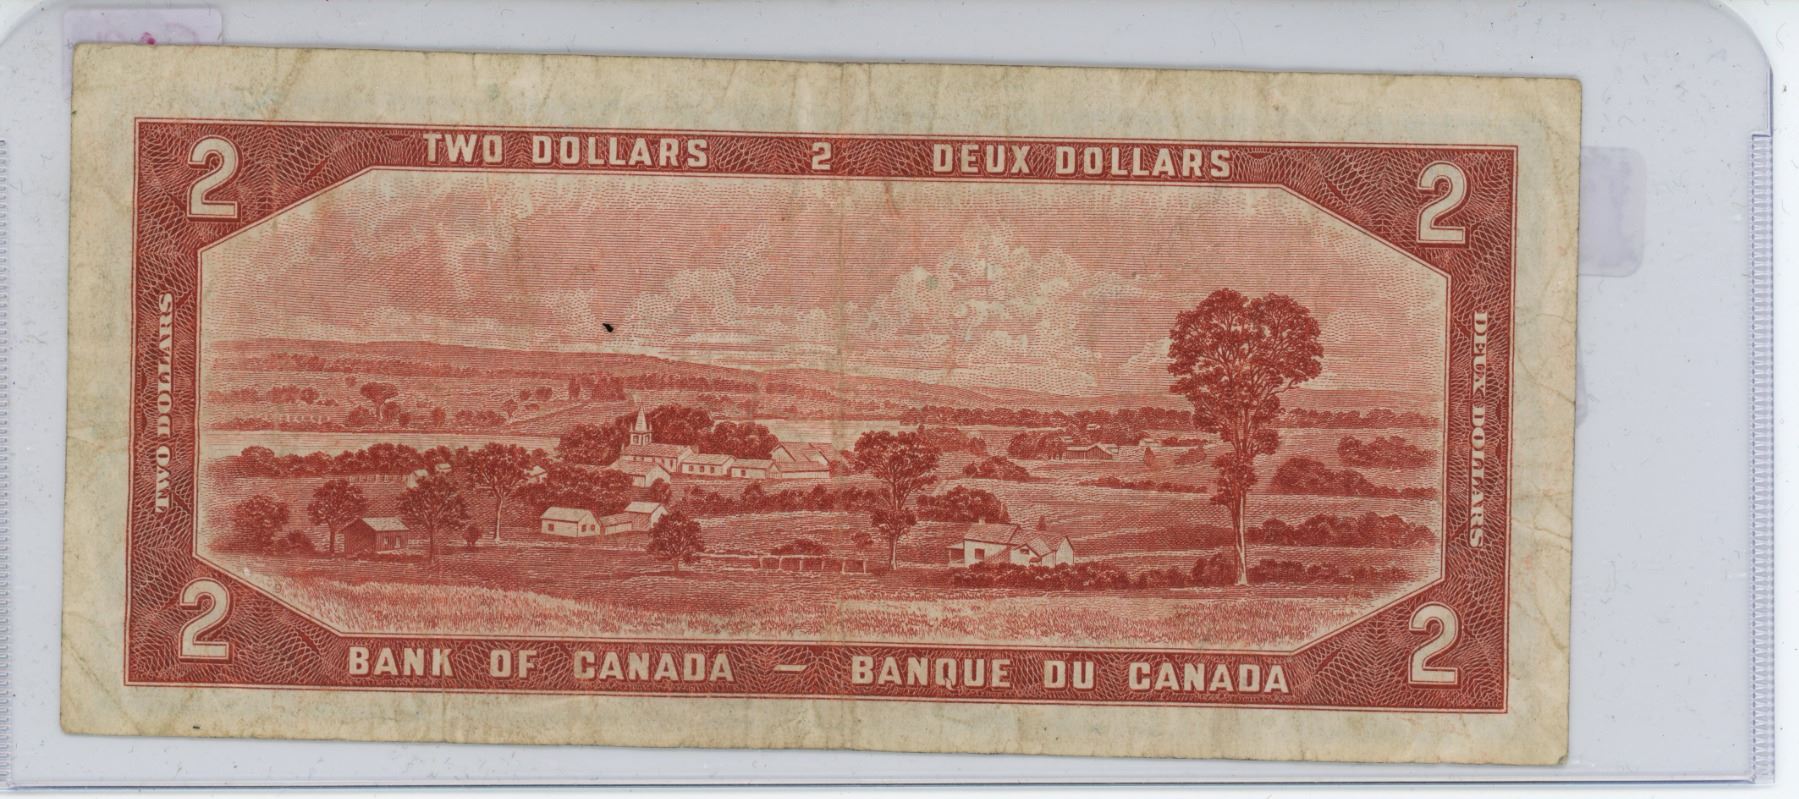 2 TWO DOLLARS 2 DEUX DOLLARS 2
TWO DOLLARS
DEUX DOLLARS
2 BANK OF CANADA – BANQUE DU CANADA 2